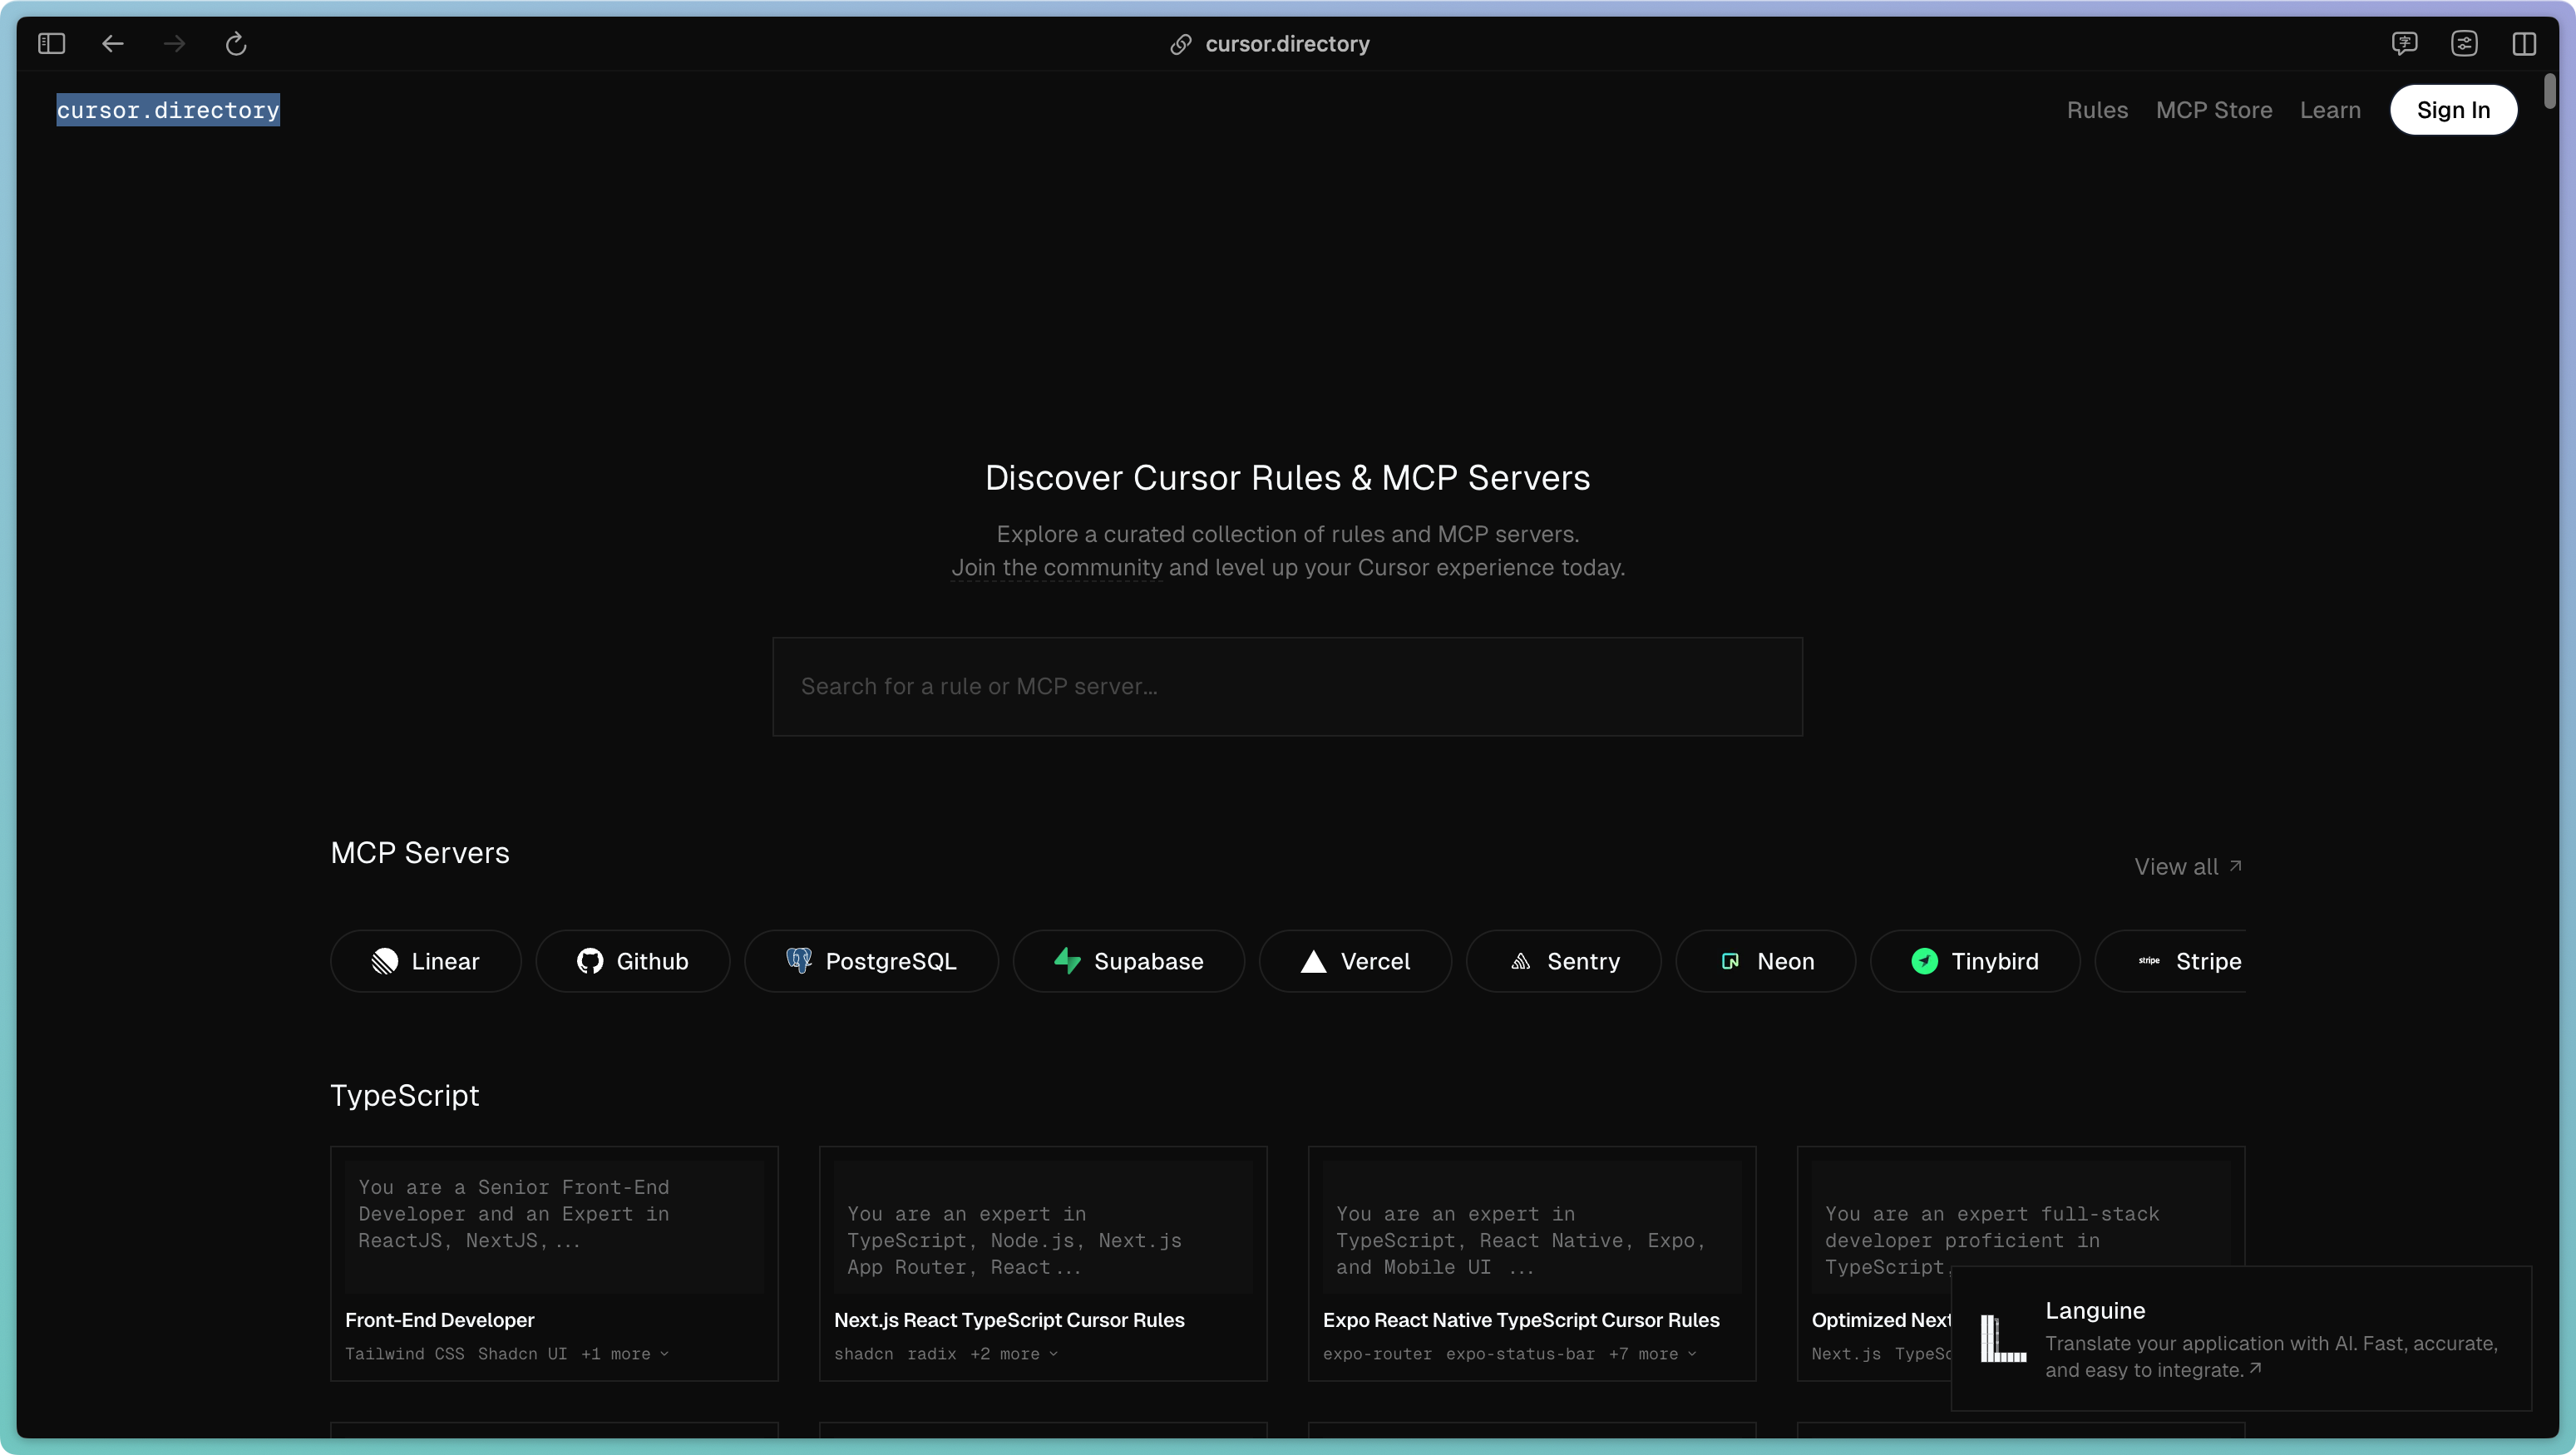 cursor.directory
cursor.directory
Rules MCP Store Learn Sign In
Discover Cursor Rules & MCP Servers
Explore a curated collection of rules and MCP servers.
Join the community and level up your Cursor experience today.
Search for a rule or MCP server...
MCP Servers
View all
Linear Github PostgreSQL Supabase Vercel Sentry Neon Tinybird stripe Stripe
TypeScript
You are a Senior Front-End
Developer and an Expert in
ReactJS, NextJS,...
Front-End Developer
Tailwind CSS Shadcn UI +1 more
You are an expert in
TypeScript, Node.js, Next.js
App Router, React...
Next.js React TypeScript Cursor Rules
shadcn radix +2 more
You are an expert in
TypeScript, React Native, Expo,
and Mobile UI ...
Expo React Native TypeScript Cursor Rules
expo-router expo-status-bar +7 more
You are an expert full-stack
developer proficient in
TypeScript,
Optimized Next
Next.js TypeSc
Languine
Translate your application with AI. Fast, accurate,
and easy to integrate.